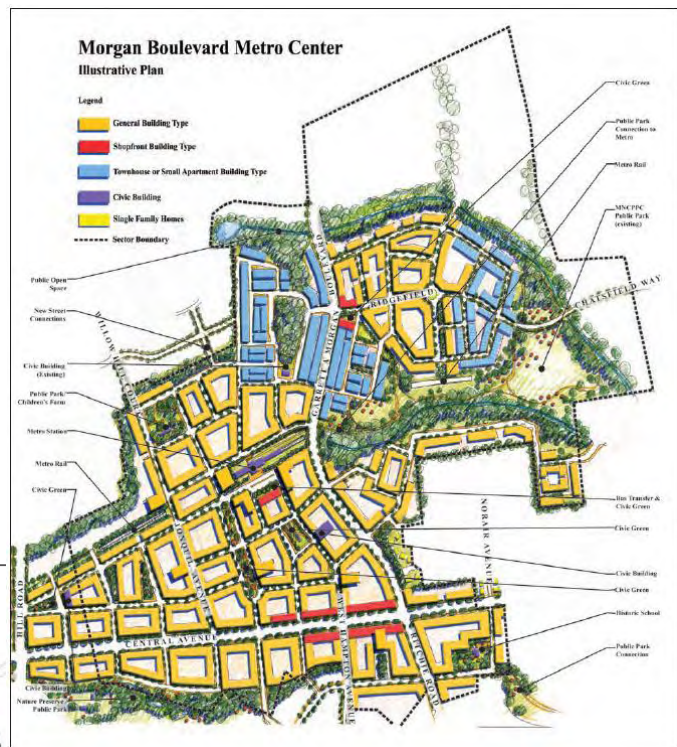 Morgan Boulevard Metro Center
Illustrative Plan
Legend
General Building Type
Shopfront Building Type
Townhouse or Small Apartment Building Type
Civic Building
Single Family Homes
Sector Boundary
Public Open
Space
New Street
Connections
Civic Building
(Existing)
Public Park/
Children's Farm
Metro Station
Metro Rail
Civic Green
Civic Building
Nature Preserve/
Public Park
Civic Green
Public Park
Connection to
Metro
Metro Rail
MNCPPC
Public Park
(existing)
Bus Transfer &
Civic Green
Civic Green
Civic Building
Civic Green
Historic School
Public Park
Connection
BOULEVARD
GARRETT A MORGAN
RIDGEFIELD
CHATSFIELD WAY
HILL ROAD
CENTRAL AVENUE
RITCHIE ROAD
NORAIR AVENUE